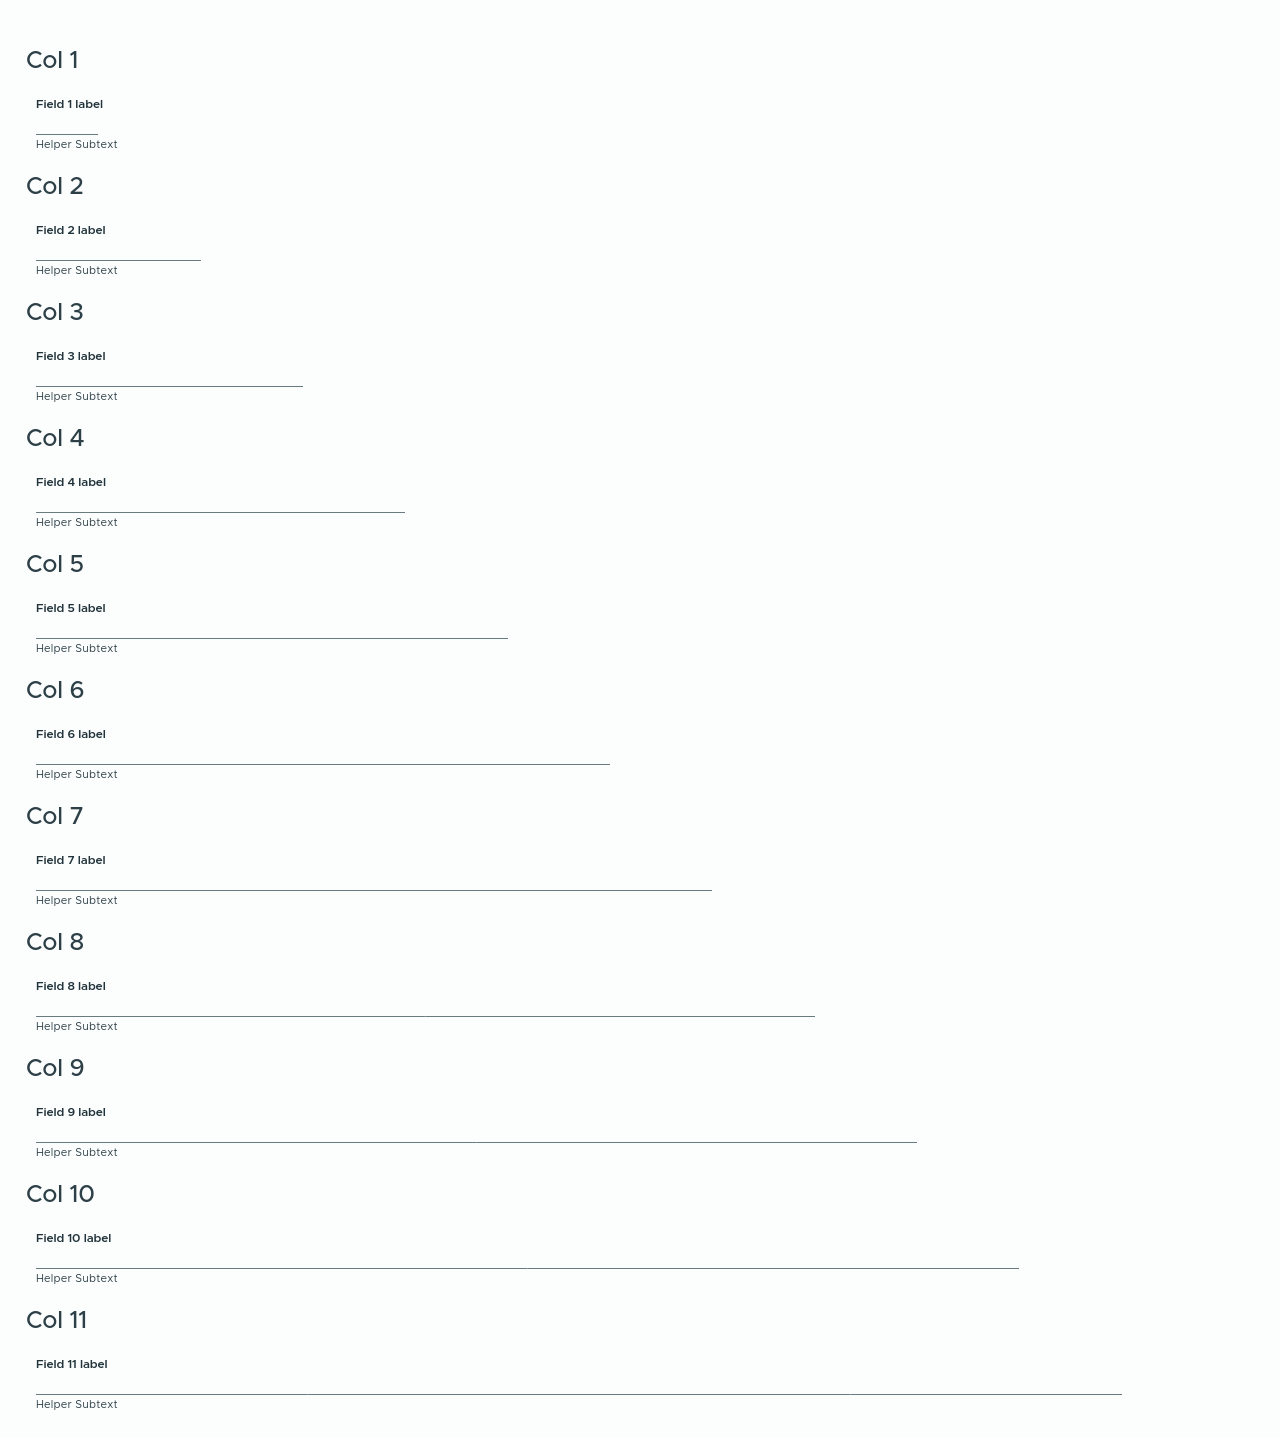 Col 1
Field 1 label
Helper Subtext
Col 2
Field 2 label
Helper Subtext
Col 3
Field 3 label
Helper Subtext
Col 4
Field 4 label
Helper Subtext
Col 5
Field 5 label
Helper Subtext
Col 6
Field 6 label
Helper Subtext
Col 7
Field 7 label
Helper Subtext
Col 8
Field 8 label
Helper Subtext
Col 9
Field 9 label
Helper Subtext
Col 10
Field 10 label
Helper Subtext
Col 11
Field 11 label
Helper Subtext